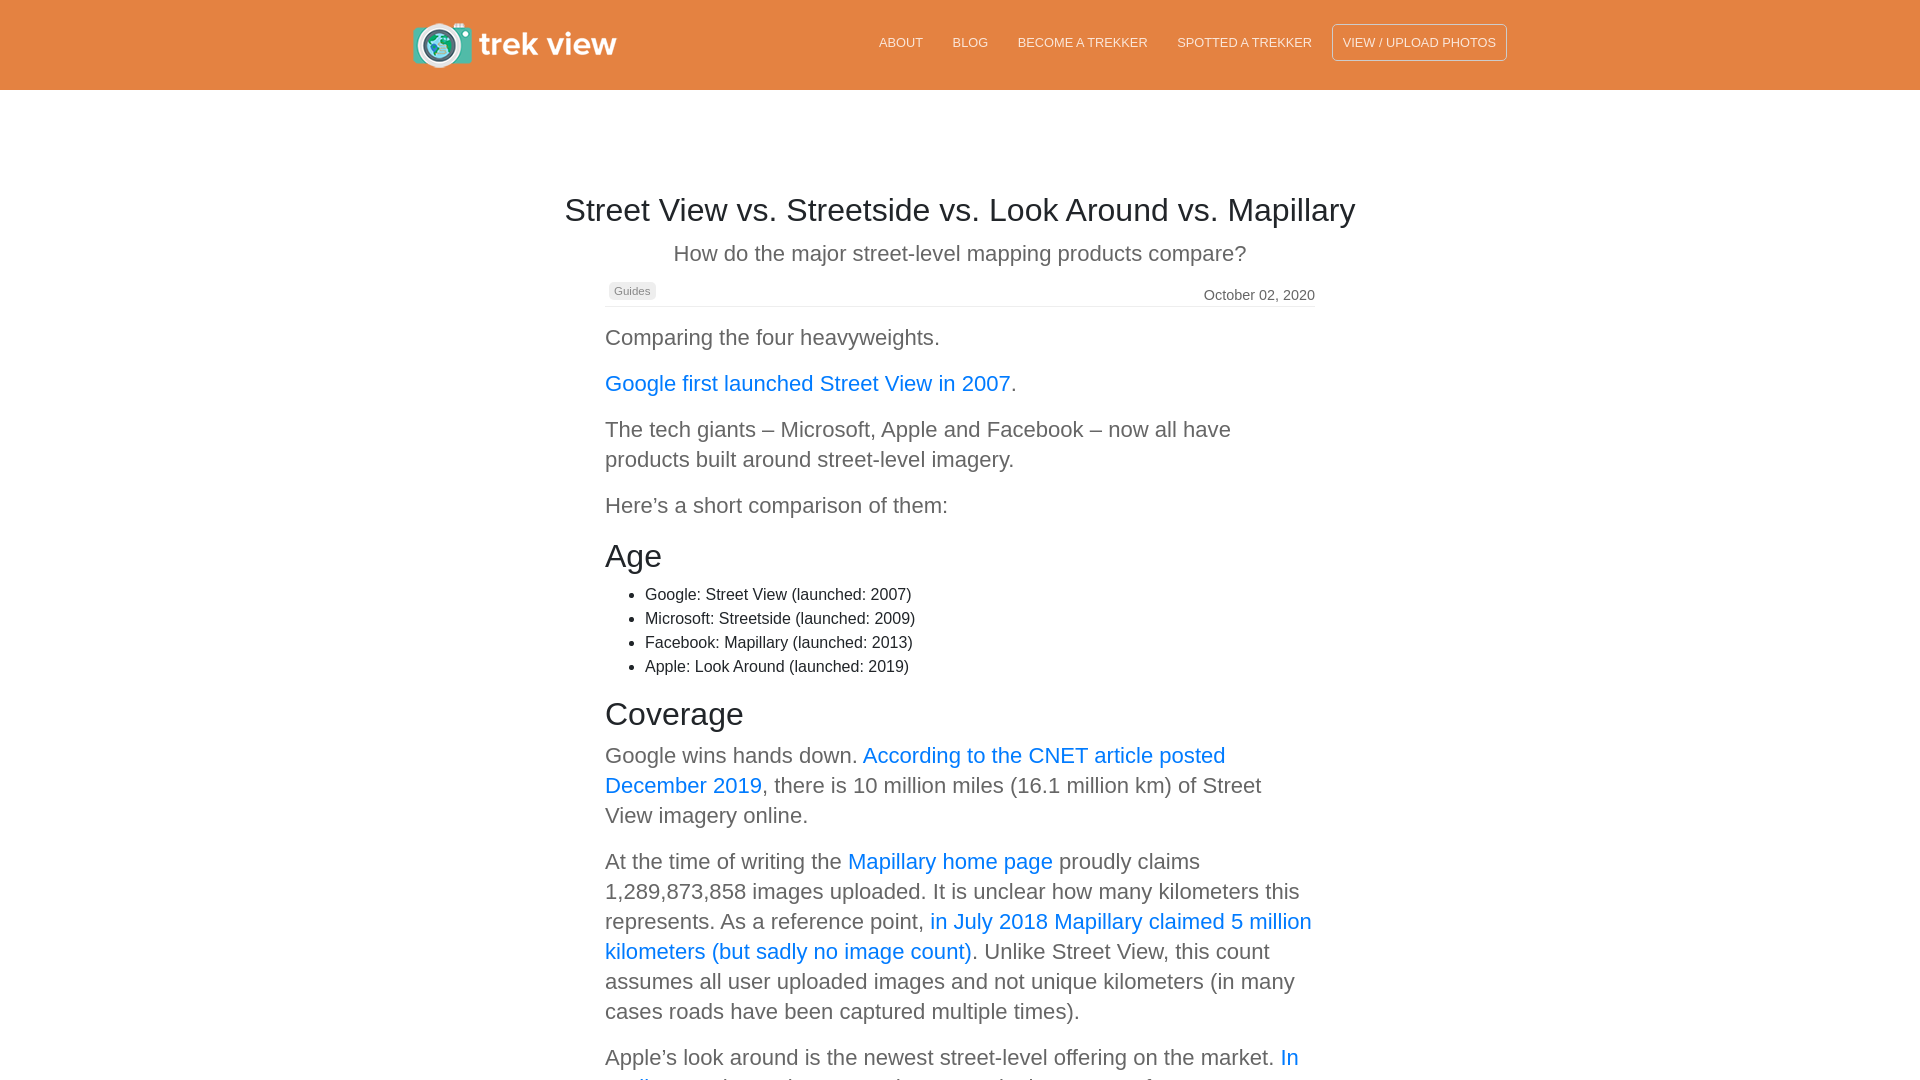 trek view
ABOUT
BLOG
BECOME A TREKKER
SPOTTED A TREKKER
VIEW / UPLOAD PHOTOS
Street View vs. Streetside vs. Look Around vs. Mapillary
How do the major street-level mapping products compare?
Guides
October 02, 2020
Comparing the four heavyweights.
Google first launched Street View in 2007.
The tech giants – Microsoft, Apple and Facebook – now all have
products built around street-level imagery.
Here’s a short comparison of them:
Age
• Google: Street View (launched: 2007)
• Microsoft: Streetside (launched: 2009)
• Facebook: Mapillary (launched: 2013)
• Apple: Look Around (launched: 2019)
Coverage
Google wins hands down. According to the CNET article posted
December 2019, there is 10 million miles (16.1 million km) of Street
View imagery online.
At the time of writing the Mapillary home page proudly claims
1,289,873,858 images uploaded. It is unclear how many kilometers this
represents. As a reference point, in July 2018 Mapillary claimed 5 million
kilometers (but sadly no image count). Unlike Street View, this count
assumes all user uploaded images and not unique kilometers (in many
cases roads have been captured multiple times).
Apple’s look around is the newest street-level offering on the market. In